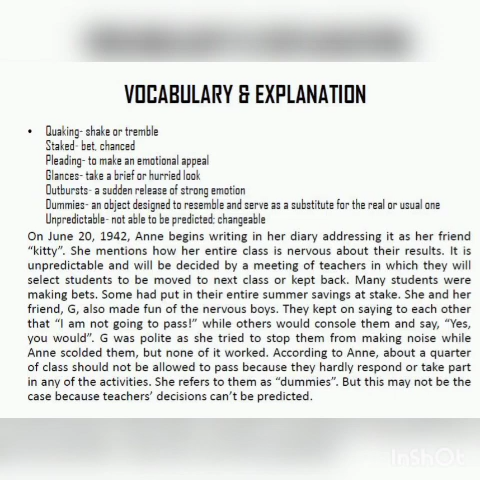 VOCABULARY & EXPLANATION
• Quaking- shake or tremble
Staked- bet, chanced
Pleading- to make an emotional appeal
Glances- take a brief or hurried look
Outbursts- a sudden release of strong emotion
Dummies- an object designed to resemble and serve as a substitute for the real or usual one
Unpredictable- not able to be predicted; changeable
On June 20, 1942, Anne begins writing in her diary addressing it as her friend
“kitty”. She mentions how her entire class is nervous about their results. It is
unpredictable and will be decided by a meeting of teachers in which they will
select students to be moved to next class or kept back. Many students were
making bets. Some had put in their entire summer savings at stake. She and her
friend, G, also made fun of the nervous boys. They kept on saying to each other
that “I am not going to pass!” while others would console them and say, “Yes,
you would”. G was polite as she tried to stop them from making noise while
Anne scolded them, but none of it worked. According to Anne, about a quarter
of class should not be allowed to pass because they hardly respond or take part
in any of the activities. She refers to them as “dummies”. But this may not be the
case because teachers’ decisions can’t be predicted.
InShOt